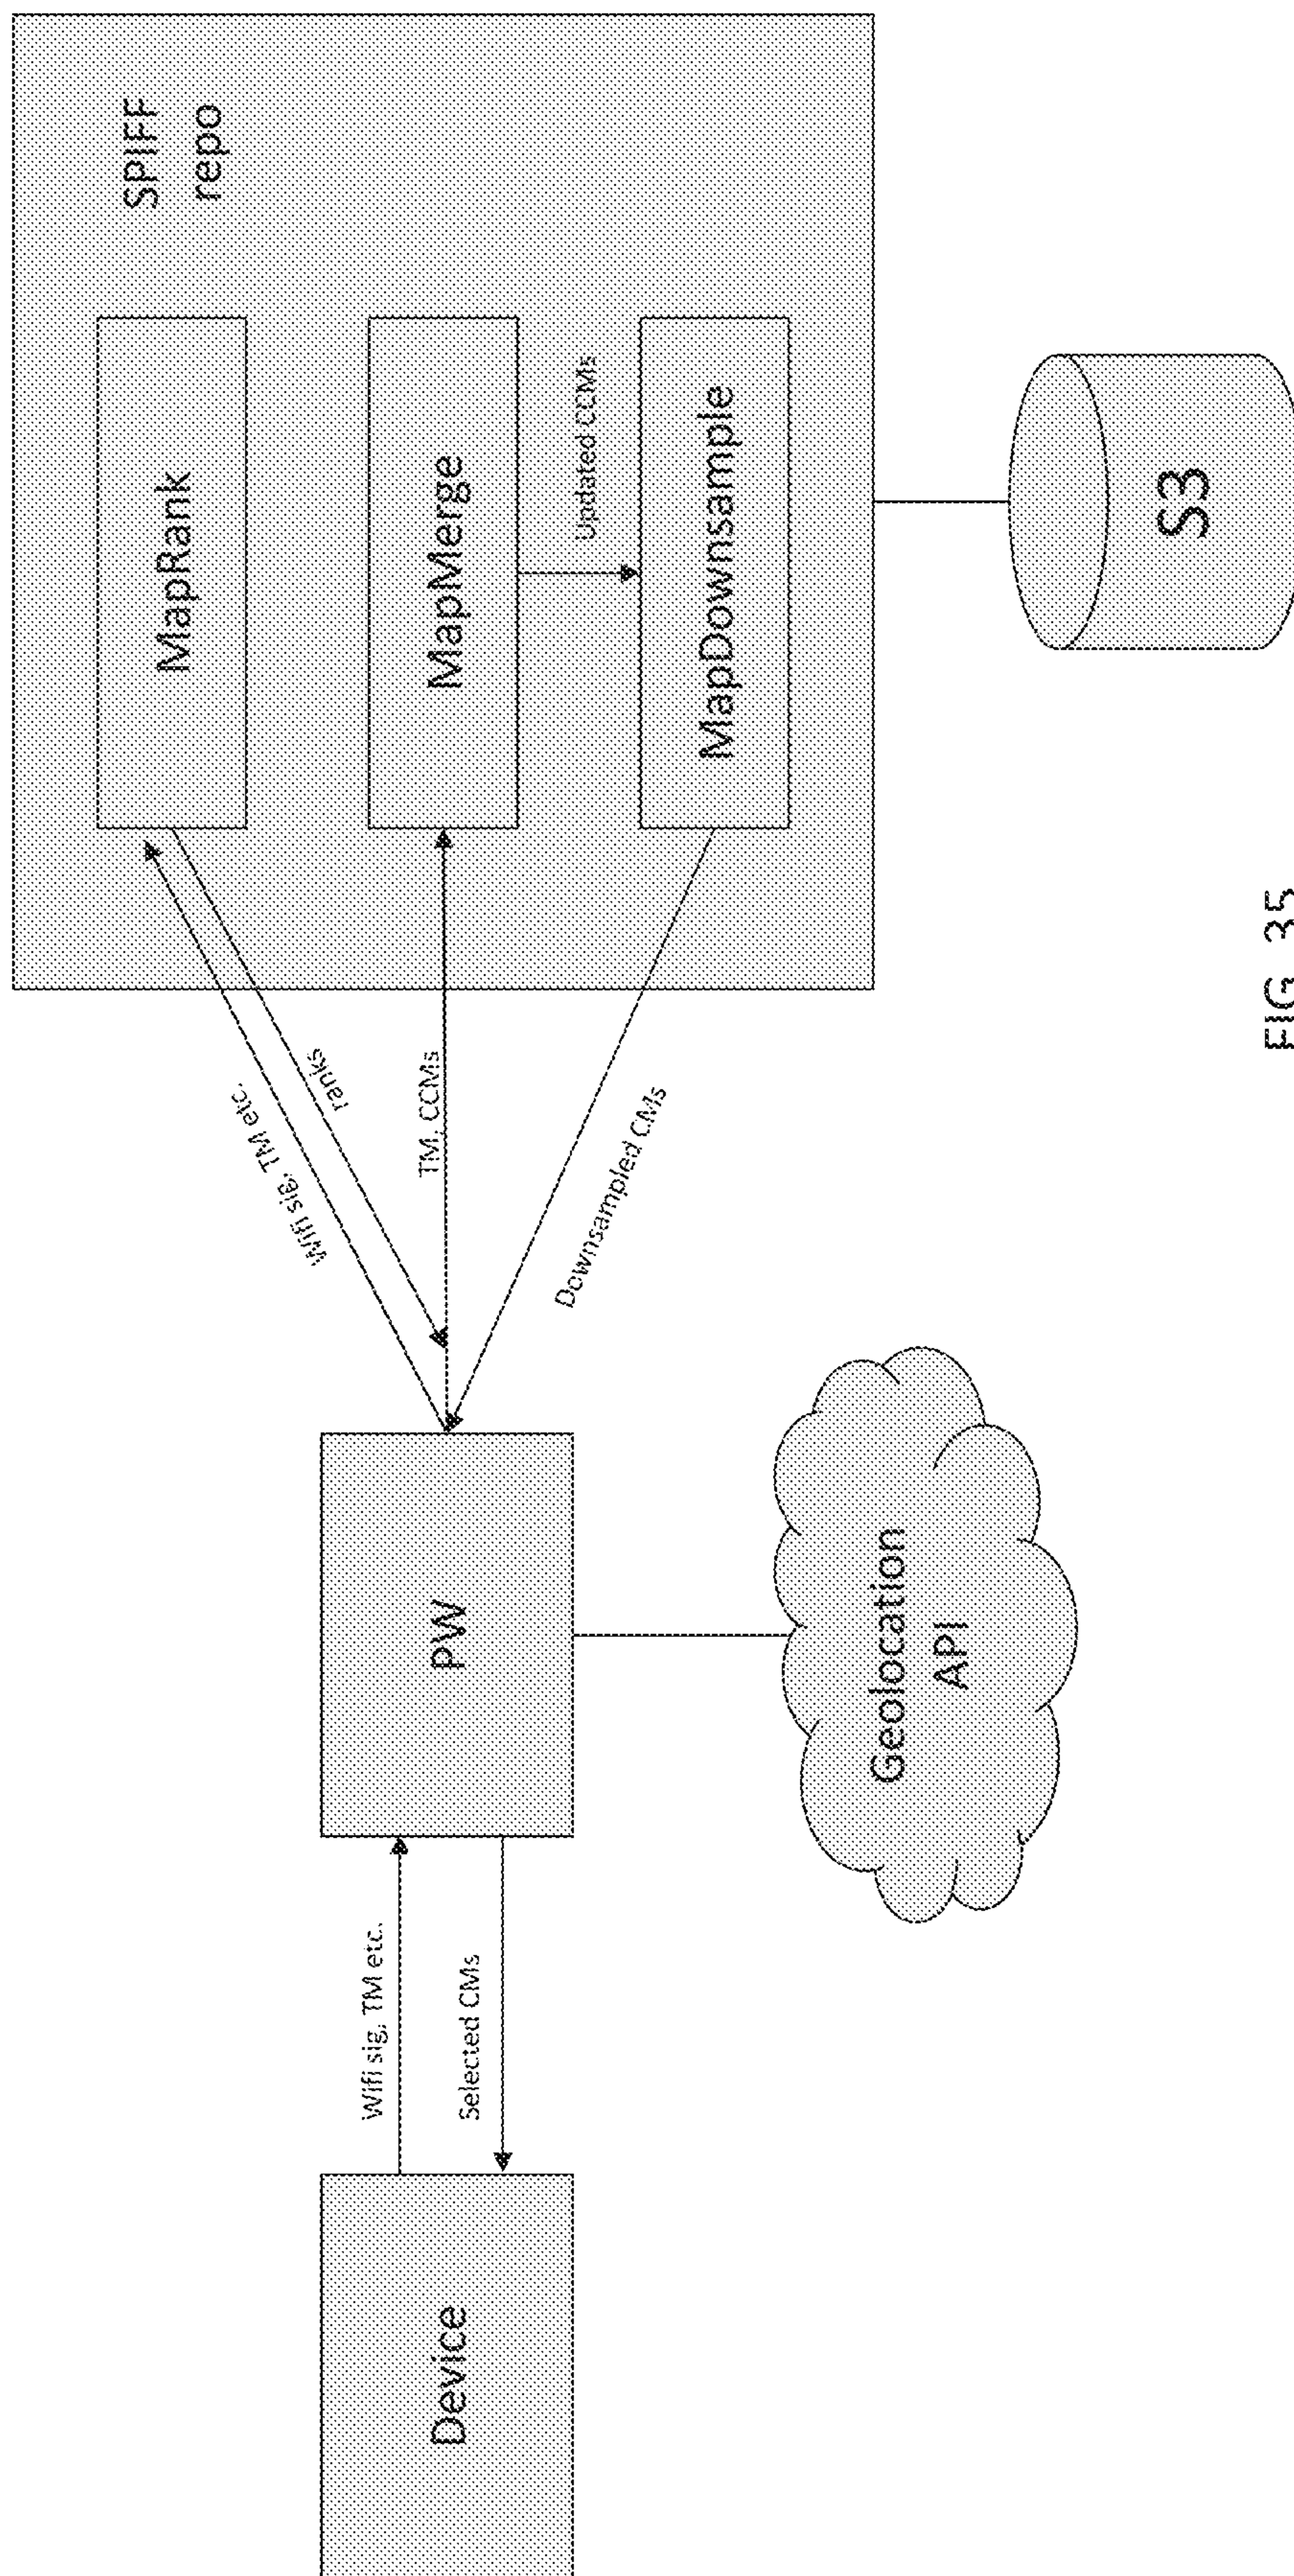 SPIFF
repo
MapRank
MapMerge
Updated CCMs
MapDownsample
S3
Wifi sig, TM etc.
ranks
TM, CCMs
Downsampled CMs
PW
Geolocation
API
Wifi sig, TM etc.
Selected CMs
Device
FIG. 35